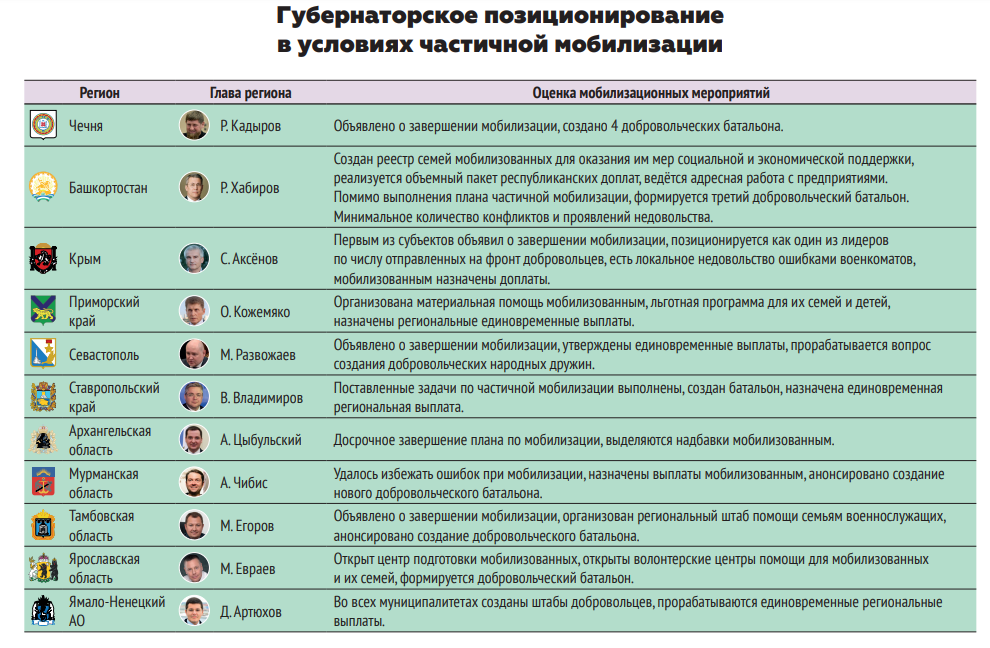 Губернаторское позиционирование
в условиях частичной мобилизации
Регион Глава региона Оценка мобилизационных мероприятий
Чечня Р. Кадыров Объявлено о завершении мобилизации, создано 4 добровольческих батальона.
Башкортостан Р. Хабиров Создан реестр семей мобилизованных для оказания им мер социальной и экономической поддержки,
реализуется объемный пакет республиканских доплат, ведётся адресная работа с предприятиями.
Помимо выполнения плана частичной мобилизации, формируется третий добровольческий батальон.
Минимальное количество конфликтов и проявлений недовольства.
Крым С. Аксёнов Первым из субъектов объявил о завершении мобилизации, позиционируется как один из лидеров
по числу отправленных на фронт добровольцев, есть локальное недовольство ошибками военкоматов,
мобилизованным назначены доплаты.
Приморский
край О. Кожемяко Организована материальная помощь мобилизованным, льготная программа для их семей и детей,
назначены региональные единовременные выплаты.
Севастополь М. Развожаев Объявлено о завершении мобилизации, утверждены единовременные выплаты, прорабатывается вопрос
создания добровольческих народных дружин.
Ставропольский
край В. Владимиров Поставленные задачи по частичной мобилизации выполнены, создан батальон, назначена единовременная
региональная выплата.
Архангельская
область А. Цыбульский Досрочное завершение плана по мобилизации, выделяются надбавки мобилизованным.
Мурманская
область А. Чибис Удалось избежать ошибок при мобилизации, назначены выплаты мобилизованным, анонсировано создание
нового добровольческого батальона.
Тамбовская
область М. Егоров Объявлено о завершении мобилизации, организован региональный штаб помощи семьям военнослужащих,
анонсировано создание добровольческого батальона.
Ярославская
область М. Евраев Открыт центр подготовки мобилизованных, открыты волонтерские центры помощи для мобилизованных
и их семей, формируется добровольческий батальон.
Ямало-Ненецкий
АО Д. Артюхов Во всех муниципалитетах созданы штабы добровольцев, прорабатываются единовременные региональные
выплаты.